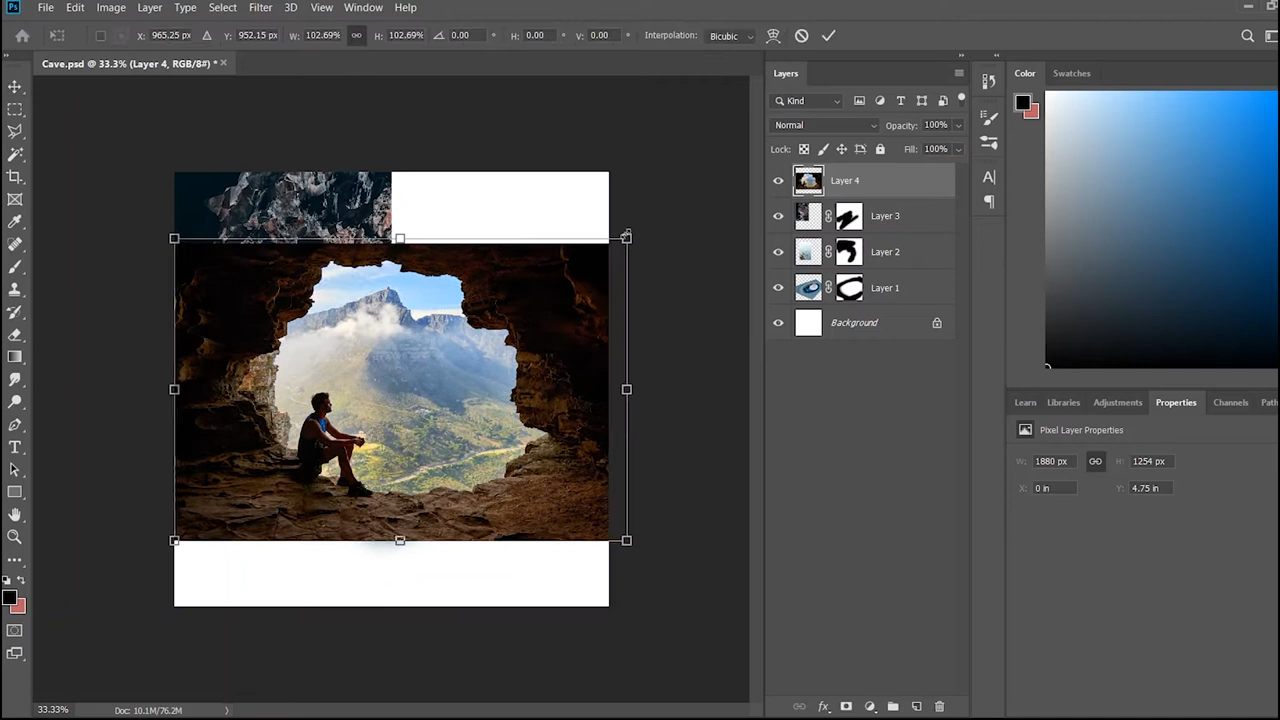 Ps File Edit Image Layer Type Select Filter 3D View Window Help
X: 965.25 px Y: 952.15 px W: 102.69% H: 102.69% 0.00 ° H: 0.00 ° V: 0.00 ° Interpolation: Bicubic
Cave.psd @ 33.3% (Layer 4, RGB/8#) * ×
Layers
Kind
Normal Opacity: 100%
Lock: Fill: 100%
Layer 4
Layer 3
Layer 2
Layer 1
Background
Color Swatches
Learn Libraries Adjustments Properties Channels Path
Pixel Layer Properties
W: 1880 px H: 1254 px
X: 0 in Y: 4.75 in
33.33% Doc: 10.1M/76.2M